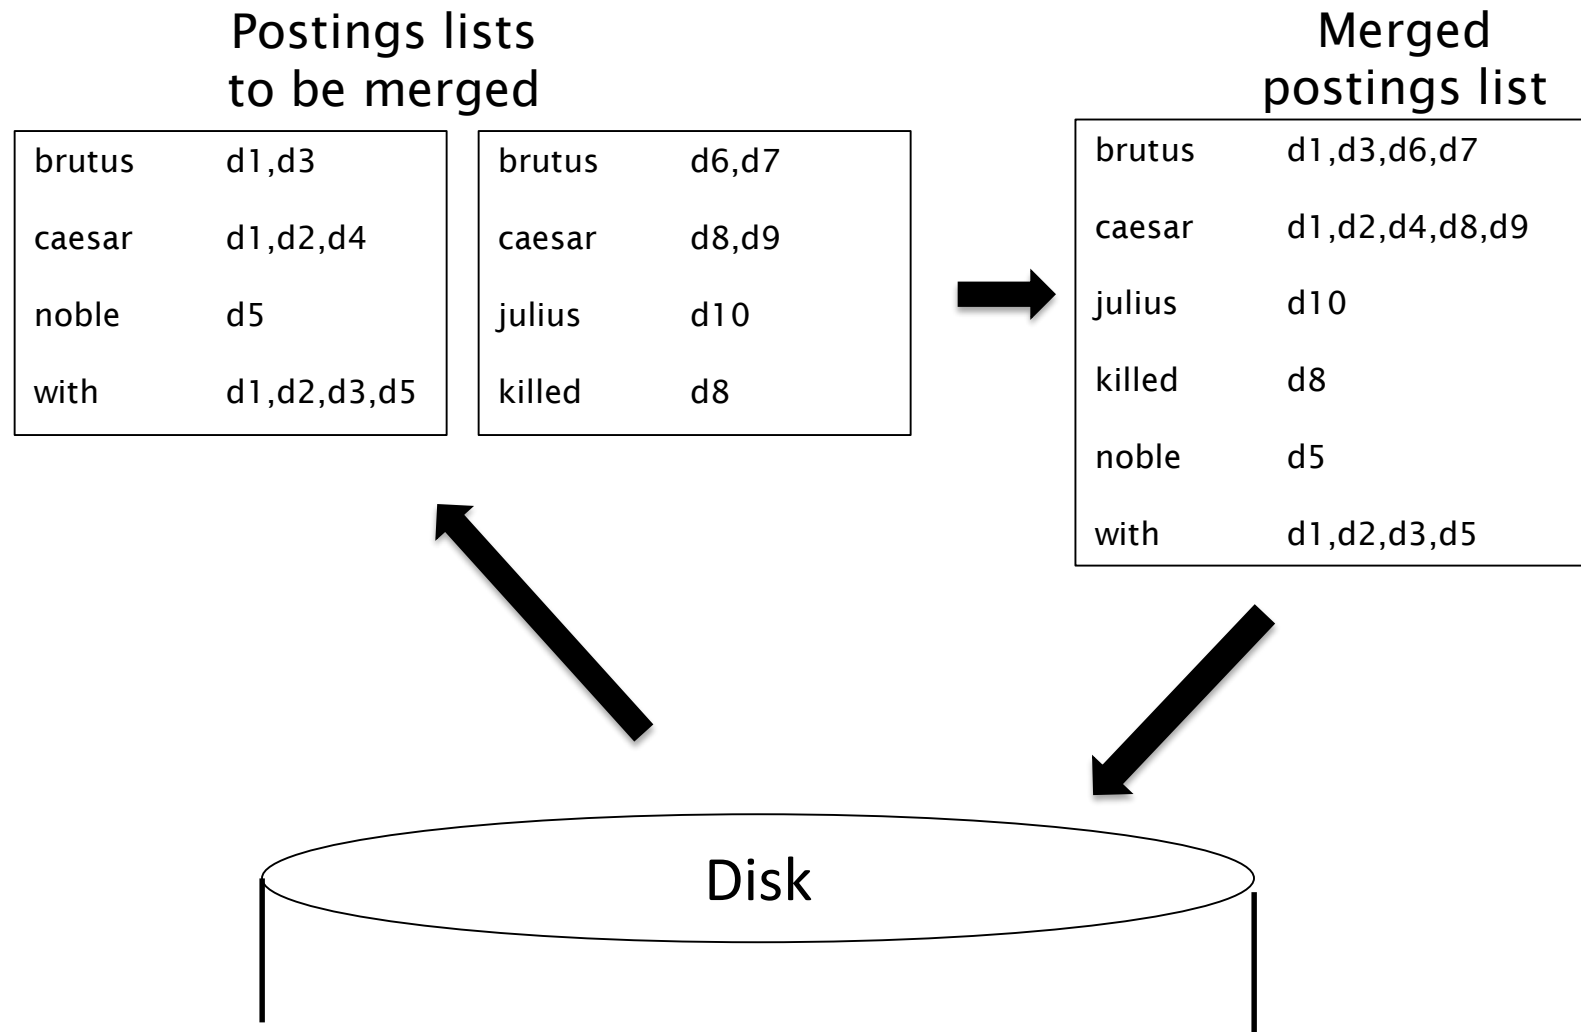 Postings lists
to be merged
brutus d1,d3
caesar d1,d2,d4
noble d5
with d1,d2,d3,d5
brutus d6,d7
caesar d8,d9
julius d10
killed d8
Merged
postings list
brutus d1,d3,d6,d7
caesar d1,d2,d4,d8,d9
julius d10
killed d8
noble d5
with d1,d2,d3,d5
Disk